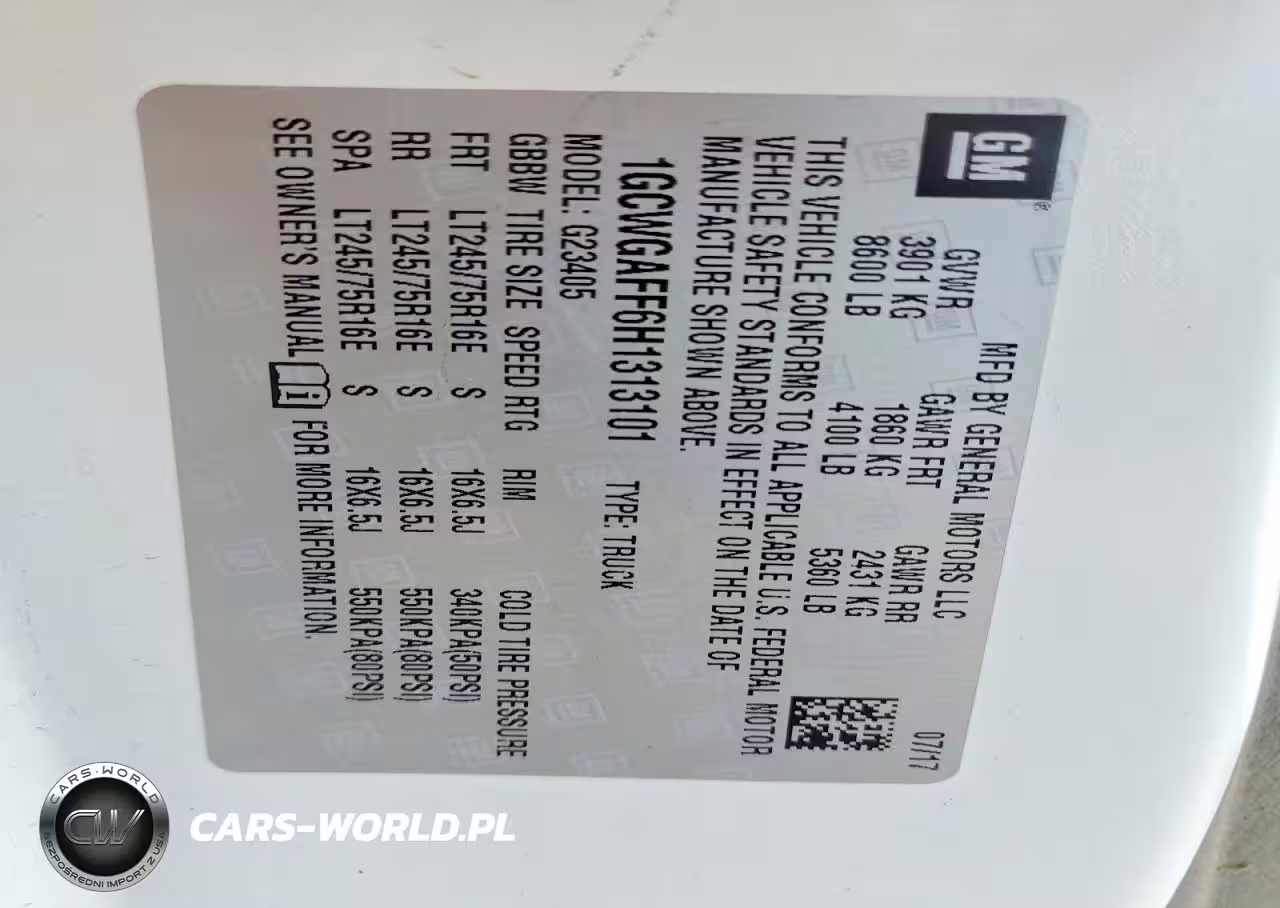 GM
MFD BY GENERAL MOTORS LLC 07/17
GVWR GAWR FRT GAWR RR
3901 KG 1860 KG 2431 KG
8600 LB 4100 LB 5360 LB
THIS VEHICLE CONFORMS TO ALL APPLICABLE U.S. FEDERAL MOTOR
VEHICLE SAFETY STANDARDS IN EFFECT ON THE DATE OF
MANUFACTURE SHOWN ABOVE.
1GCWGAFF6H1313101 TYPE: TRUCK
MODEL: G23405
GBBW TIRE SIZE SPEED RTG RIM COLD TIRE PRESSURE
FRT LT245/75R16E S 16X6.5J 340KPA(50PSI)
RR LT245/75R16E S 16X6.5J 550KPA(80PSI)
SPA LT245/75R16E S 16X6.5J 550KPA(80PSI)
SEE OWNER'S MANUAL i FOR MORE INFORMATION.
CARS-WORLD
CW
BEZPOŚREDNI IMPORT Z USA
CARS-WORLD.PL